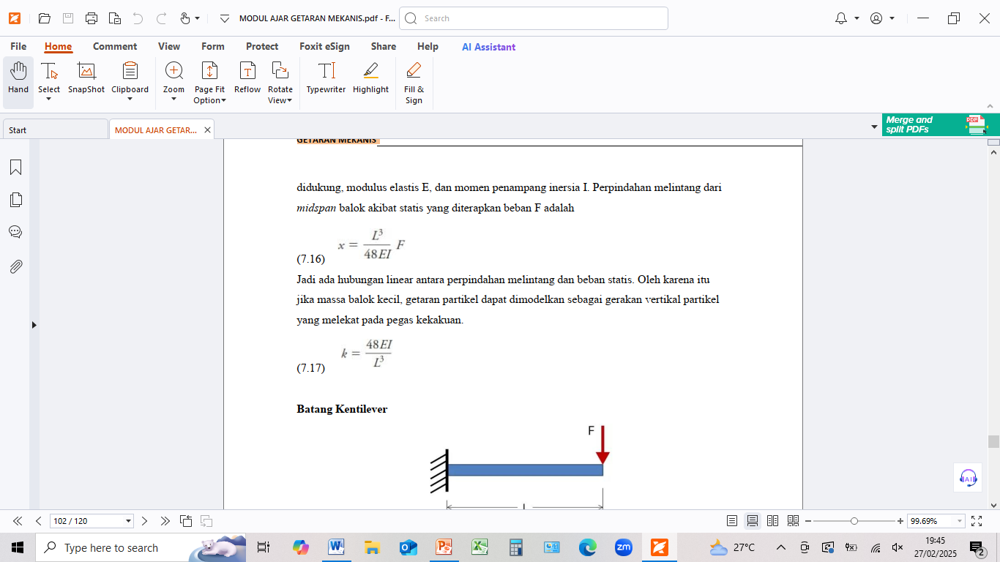 MODUL AJAR GETARAN MEKANIS.pdf - F...
Search
File Home Comment View Form Protect Foxit eSign Share Help AI Assistant
Hand Select SnapShot Clipboard Zoom Page Fit Option Reflow Rotate View Typewriter Highlight Fill & Sign
Start
MODUL AJAR GETAR...
Merge and
split PDFs
PDF
GETARAN MEKANIS
didukung, modulus elastis E, dan momen penampang inersia I. Perpindahan melintang dari
midspan balok akibat statis yang diterapkan beban F adalah
(7.16) x = L³/48EI F
Jadi ada hubungan linear antara perpindahan melintang dan beban statis. Oleh karena itu
jika massa balok kecil, getaran partikel dapat dimodelkan sebagai gerakan vertikal partikel
yang melekat pada pegas kekakuan.
(7.17) k = 48EI/L³
Batang Kentilever
F
AI
102 / 120
99.69%
Type here to search
zm
27°C
19:45
27/02/2025
2